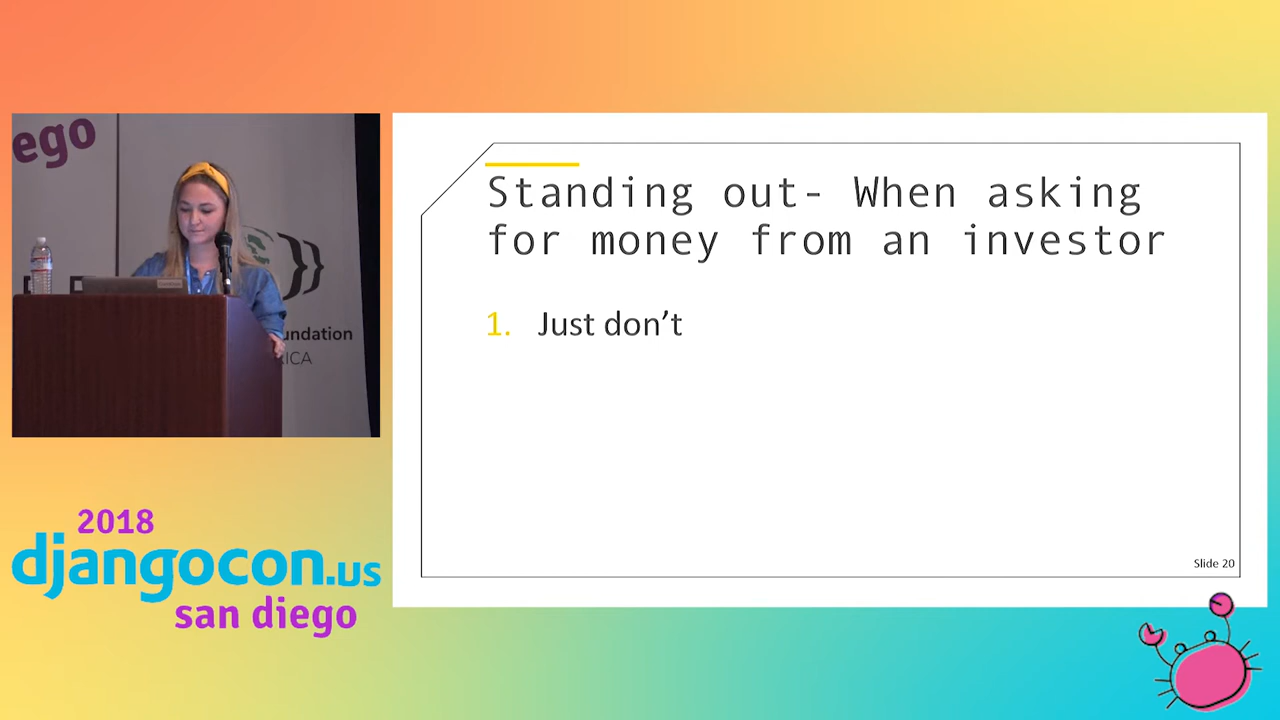 ego
undation
ICA
Standing out- When asking
for money from an investor
1. Just don’t
Slide 20
2018
djangocon.us
san diego